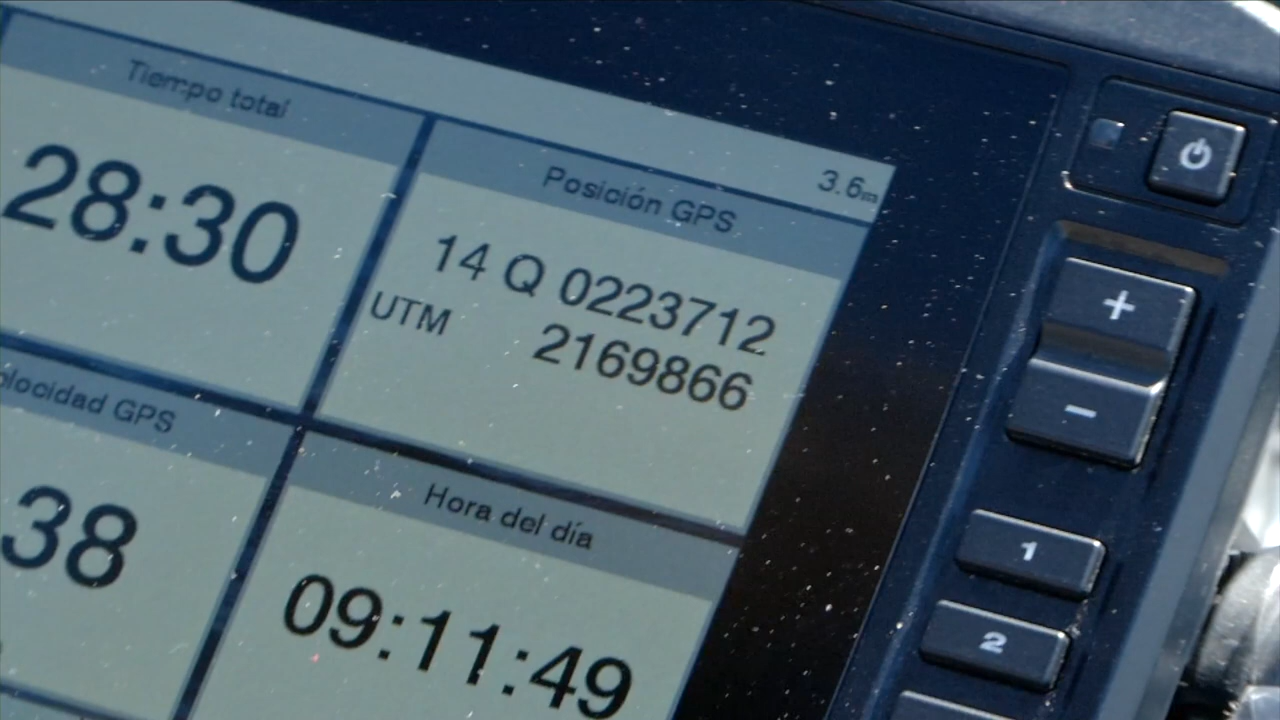 Tiempo total
28:30
3.6m
Posición GPS
14 Q 0223712
UTM 2169866
elocidad GPS
38
Hora del día
09:11:49
+
-
1
2